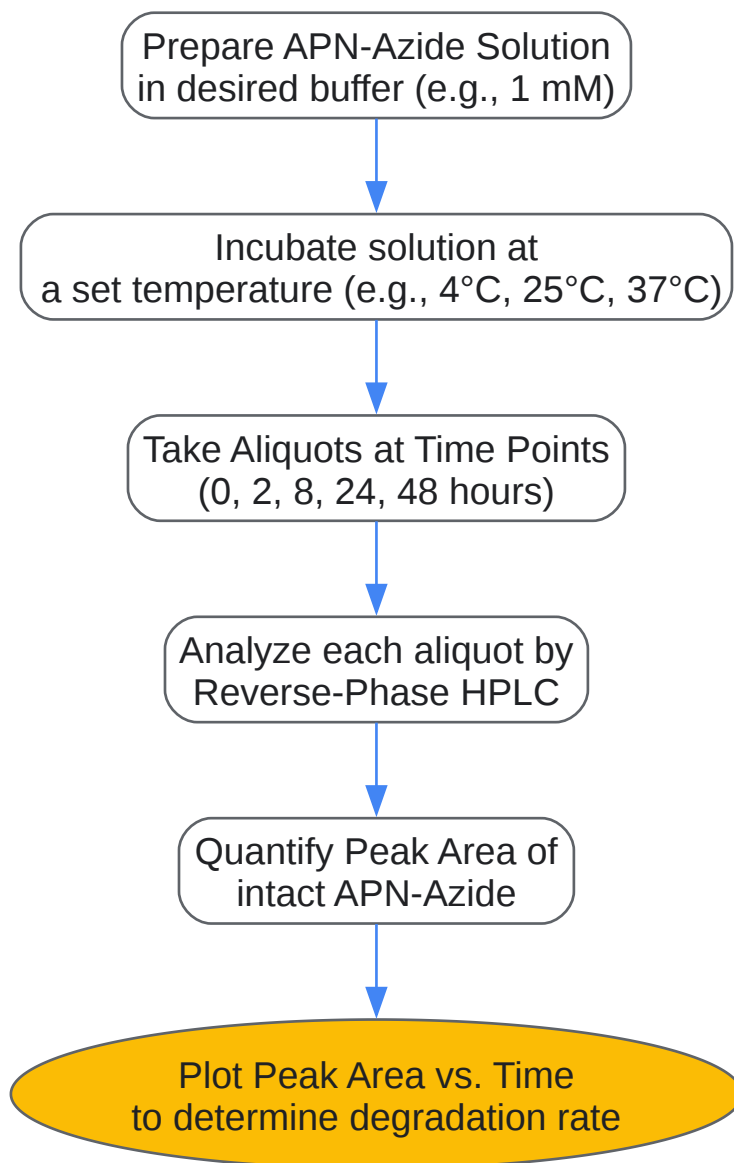 Prepare APN-Azide Solution
in desired buffer (e.g., 1 mM)
Incubate solution at
a set temperature (e.g., 4°C, 25°C, 37°C)
Take Aliquots at Time Points
(0, 2, 8, 24, 48 hours)
Analyze each aliquot by
Reverse-Phase HPLC
Quantify Peak Area of
intact APN-Azide
Plot Peak Area vs. Time
to determine degradation rate